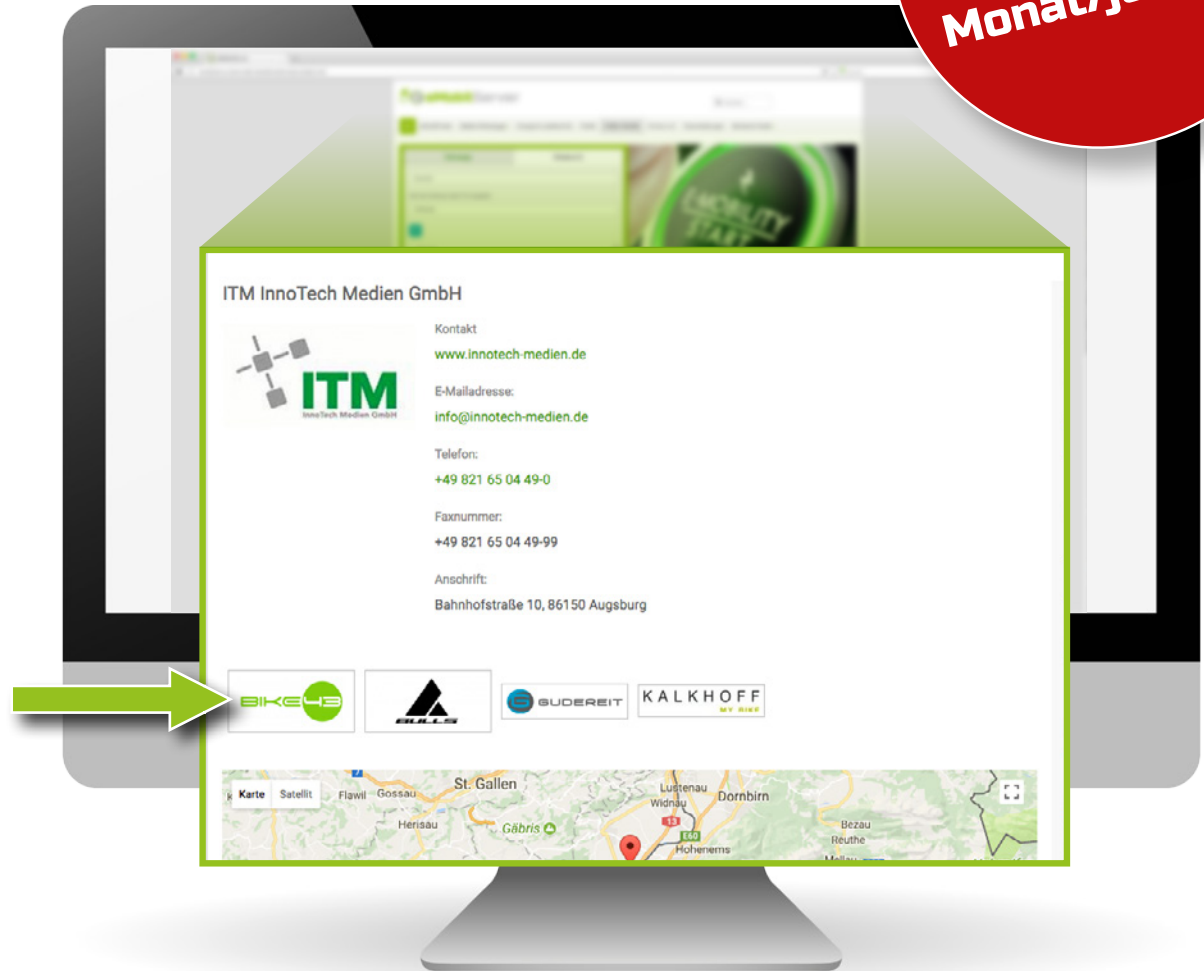 Monat/
E-MOBILITY
START
ITM InnoTech Medien GmbH
ITM
InnoTech Medien GmbH
Kontakt
www.innotech-medien.de
E-Mailadresse:
info@innotech-medien.de
Telefon:
+49 821 65 04 49-0
Faxnummer:
+49 821 65 04 49-99
Anschrift:
Bahnhofstraße 10, 86150 Augsburg
BIKE43
BULLS
G GUDEREIT
KALKHOFF
MY BIKE
Karte Satellit
Flawil
Gossau
St. Gallen
Herisau
Gäbris
Lustenau
Widnau
Dornbirn
13
E60
Hohenems
Bezau
Reuthe